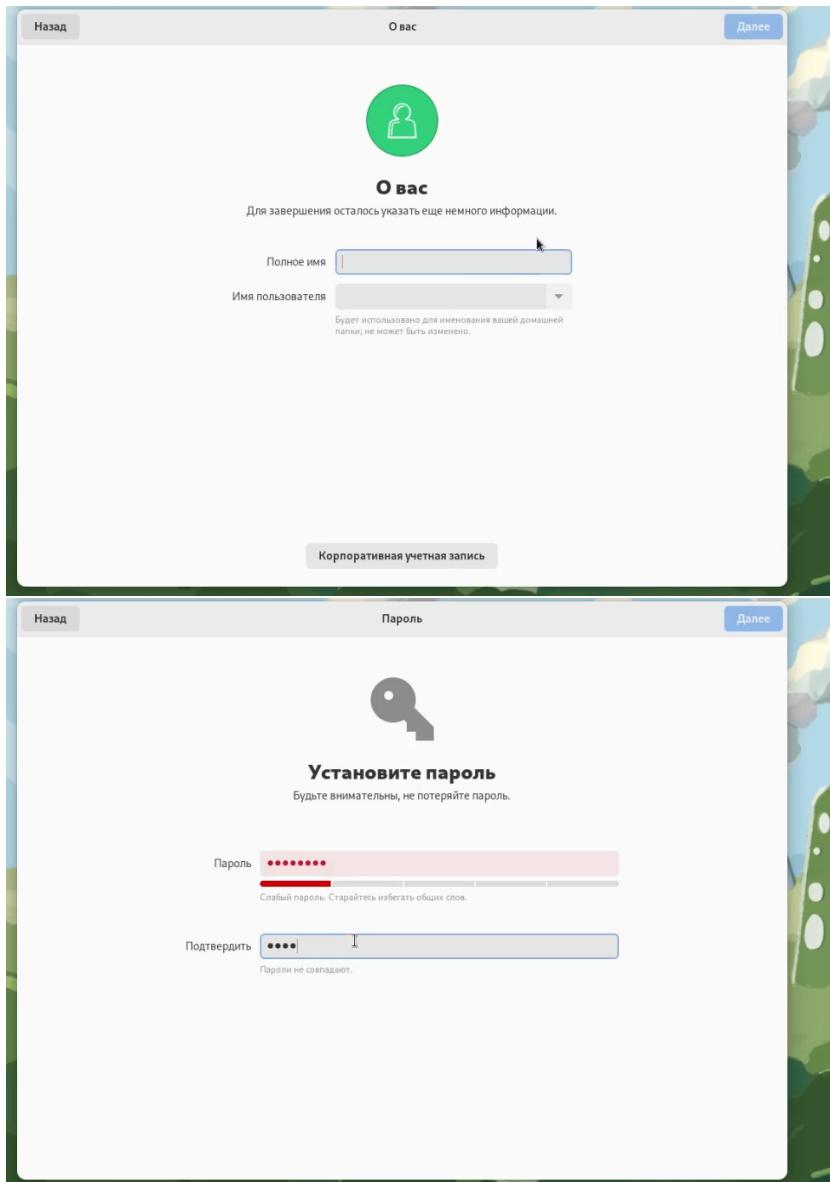 Назад
О вас
Далее
О вас
Для завершения осталось указать еще немного информации.
Полное имя
Имя пользователя
Будет использовано для именования вашей домашней
папки; не может быть изменено.
Корпоративная учетная запись
Назад
Пароль
Далее
Установите пароль
Будьте внимательны, не потеряйте пароль.
Пароль
Слабый пароль. Старайтесь избегать общих слов.
Подтвердить
Пароли не совпадают.